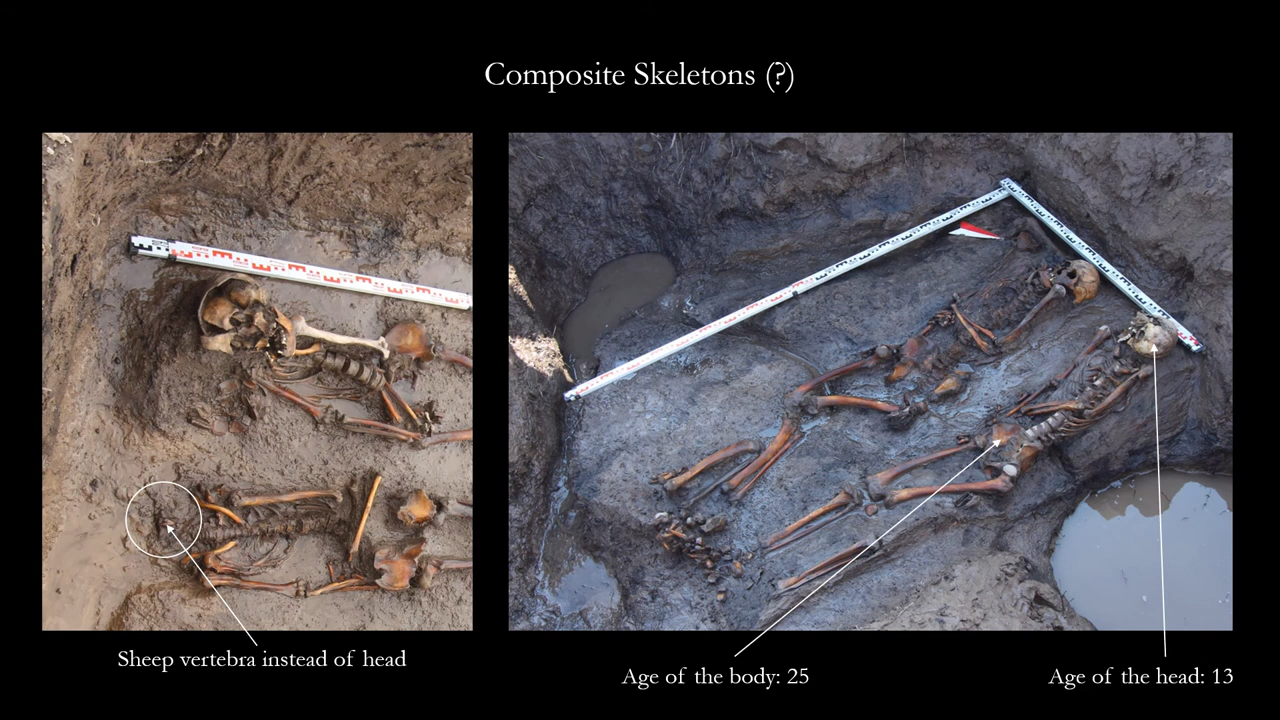 Composite Skeletons (?)
Sheep vertebra instead of head
Age of the body: 25
Age of the head: 13